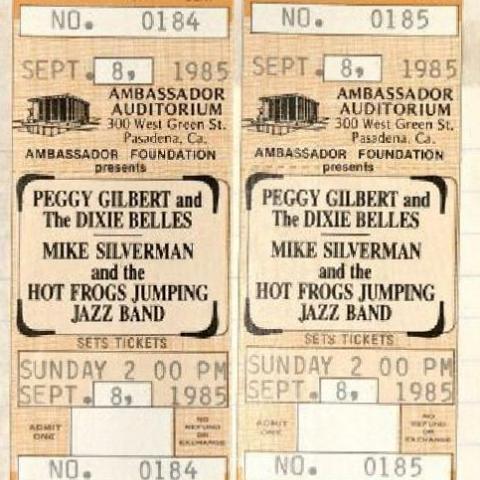 NO. 0184
SEPT. 8, 1985
AMBASSADOR
AUDITORIUM
300 West Green St.
Pasadena, Ca.
AMBASSADOR FOUNDATION
presents
PEGGY GILBERT and
The DIXIE BELLES
MIKE SILVERMAN
and the
HOT FROGS JUMPING
JAZZ BAND
SETS TICKETS
SUNDAY 2 00 PM
SEPT. 8, 1985
ADMIT
ONE
NO
REFUND
OR
EXCHANGE
NO. 0184
NO. 0185
SEPT. 8, 1985
AMBASSADOR
AUDITORIUM
300 West Green St.
Pasadena, Ca.
AMBASSADOR FOUNDATION
presents
PEGGY GILBERT and
The DIXIE BELLES
MIKE SILVERMAN
and the
HOT FROGS JUMPING
JAZZ BAND
SETS TICKETS
SUNDAY 2 00 PM
SEPT. 8, 1985
ADMIT
ONE
NO
REFUND
OR
EXCHANGE
NO. 0185